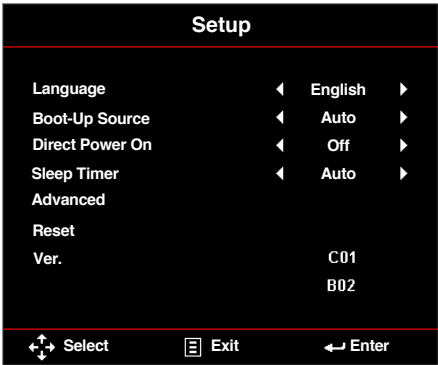 Setup
Language English
Boot-Up Source Auto
Direct Power On Off
Sleep Timer Auto
Advanced
Reset
Ver. C01
B02
Select Exit Enter